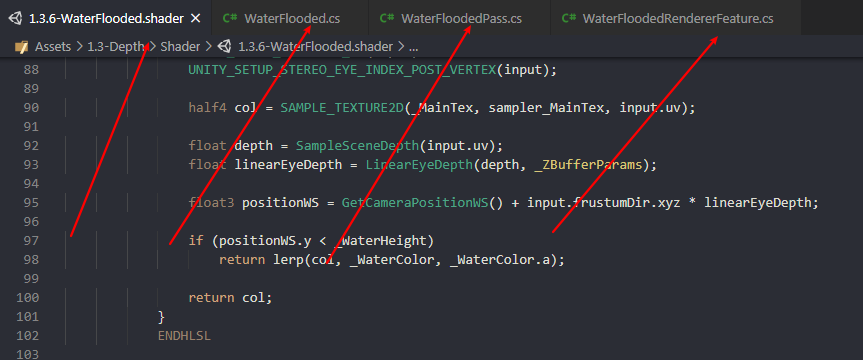 1.3.6-WaterFlooded.shader × C# WaterFlooded.cs C# WaterFloodedPass.cs C# WaterFloodedRendererFeature.cs
Assets > 1.3-Depth > Shader > 1.3.6-WaterFlooded.shader > ...
88 UNITY_SETUP_STEREO_EYE_INDEX_POST_VERTEX(input);
89
90 half4 col = SAMPLE_TEXTURE2D(_MainTex, sampler_MainTex, input.uv);
91
92 float depth = SampleSceneDepth(input.uv);
93 float linearEyeDepth = LinearEyeDepth(depth, _ZBufferParams);
94
95 float3 positionWS = GetCameraPositionWS() + input.frustumDir.xyz * linearEyeDepth;
96
97 if (positionWS.y < _WaterHeight)
98 return lerp(col, _WaterColor, _WaterColor.a);
99
100 return col;
101 }
102 ENDHLSL
103